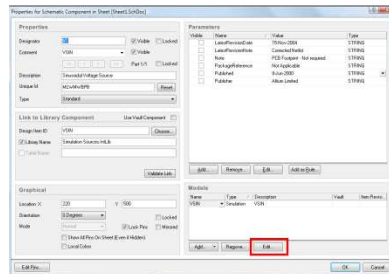 Properties for Schematic Component in Sheet [Sheet1.SchDoc]
Properties
Designator
Visible
Locked
Comment VSIN
Visible
Part 1/1
Locked
Description Sinusoidal Voltage Source
Unique Id
Reset
Type Standard
Link to Library Component
Use Vault Component
Design Item ID VSIN
Choose...
Library Name Simulation Sources.IntLib
Validate Link
Graphical
Location X 220 Y 500
Orientation 0 Degrees
Locked
Mode Normal
Lock Pins
Mirrored
Show All Pins On Sheet (Even if Hidden)
Local Colors
Parameters
Visible Name Value Type
LatestRevisionDate 19-Nov-2004 STRING
LatestRevisionNote STRING
Note PCB Footprint - Not required STRING
PackageReference Not Applicable STRING
Published 8-Jun-2000 STRING
Publisher Altium Limited STRING
Add... Remove... Edit... Add as Rule...
Models
Name Type Description Vault Item Revis...
VSIN Simulation VSIN
Add... Remove... Edit...
Edit Pins...
OK Cancel